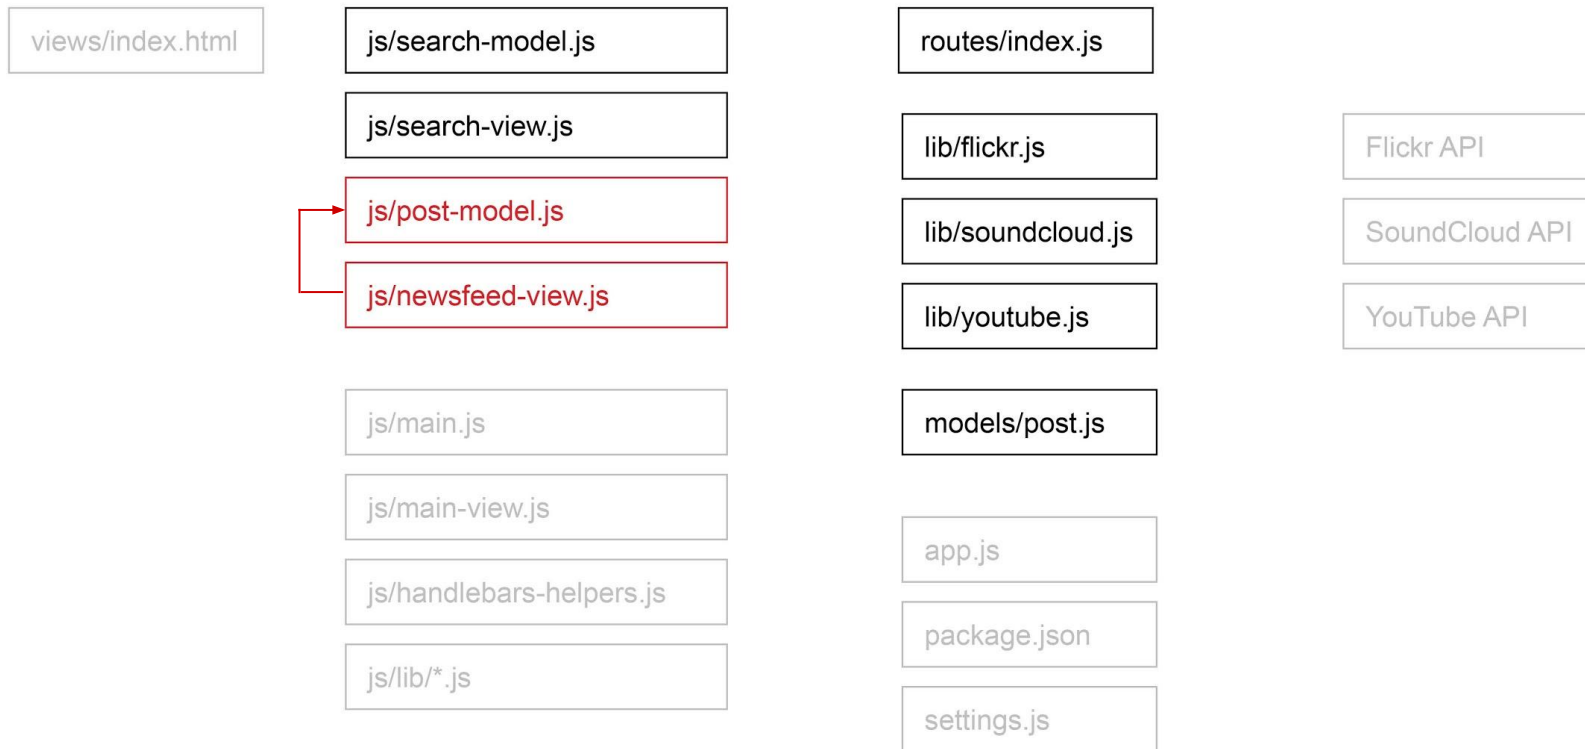 views/index.html
js/search-model.js
js/search-view.js
js/post-model.js
js/newsfeed-view.js
js/main.js
js/main-view.js
js/handlebars-helpers.js
js/lib/*.js
routes/index.js
lib/flickr.js
lib/soundcloud.js
lib/youtube.js
models/post.js
app.js
package.json
settings.js
Flickr API
SoundCloud API
YouTube API